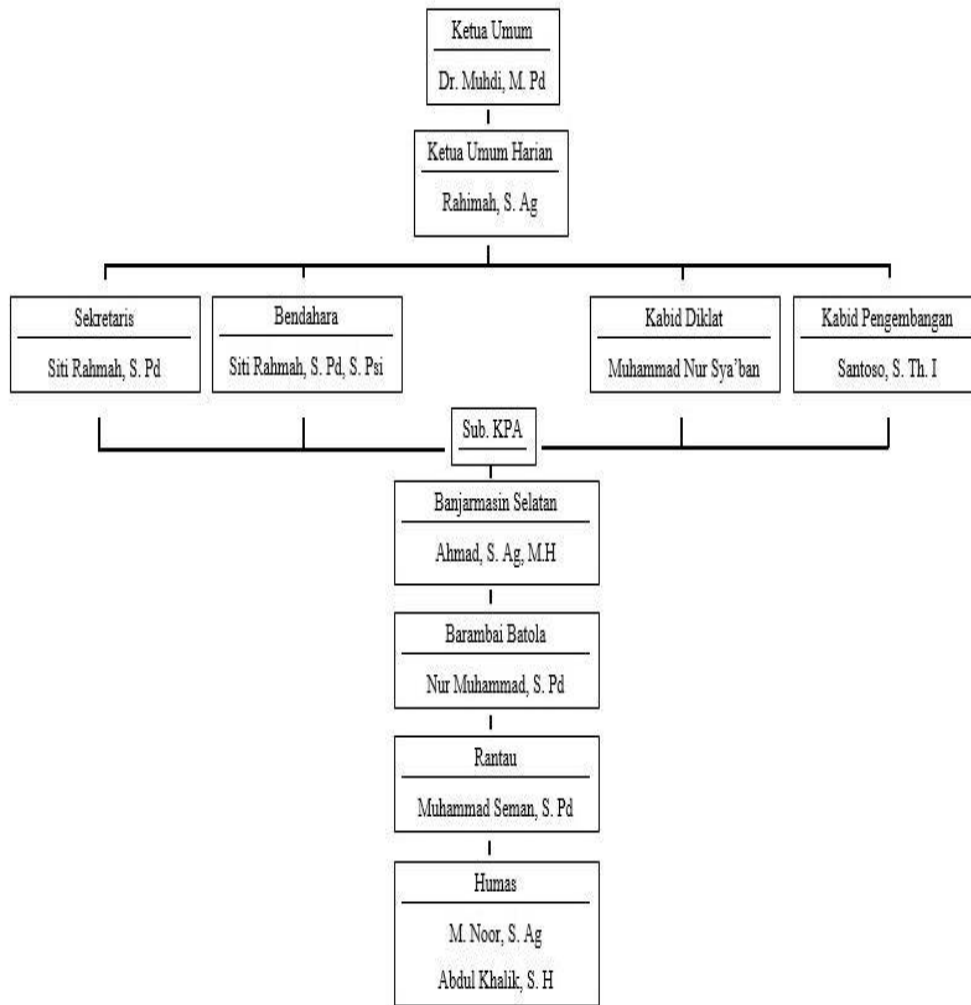 Ketua Umum
Dr. Muhdi, M. Pd
Ketua Umum Harian
Rahimah, S. Ag
Sekretaris
Siti Rahmah, S. Pd
Bendahara
Siti Rahmah, S. Pd, S. Psi
Kabid Diklat
Muhammad Nur Sya’ban
Kabid Pengembangan
Santoso, S. Th. I
Sub. KPA
Banjarmasin Selatan
Ahmad, S. Ag, M.H
Barambai Batola
Nur Muhammad, S. Pd
Rantau
Muhammad Seman, S. Pd
Humas
M. Noor, S. Ag
Abdul Khalik, S. H